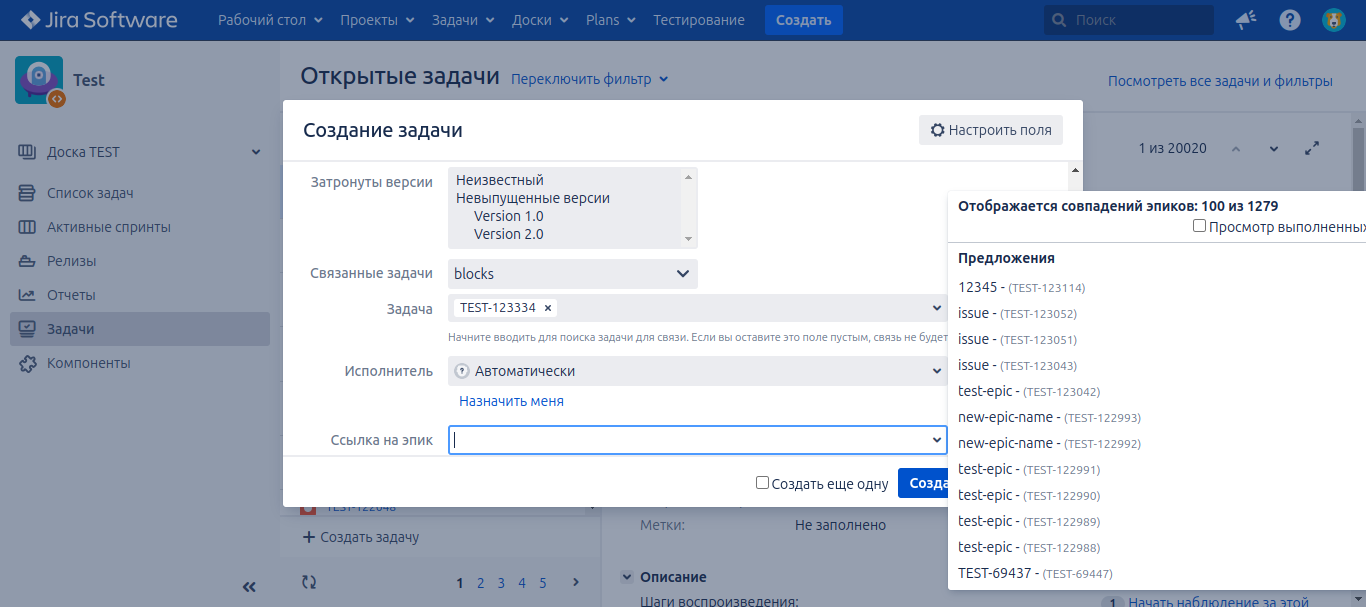 Jira Software
Рабочий стол
Проекты
Задачи
Доски
Plans
Тестирование
Создать
Поиск
Test
Открытые задачи
Переключить фильтр
Посмотреть все задачи и фильтры
Доска TEST
Список задач
Активные спринты
Релизы
Отчеты
Задачи
Компоненты
1 из 20020
Создание задачи
Настроить поля
Затронуты версии
Неизвестный
Невыпущенные версии
Version 1.0
Version 2.0
Связанные задачи
blocks
Задача
TEST-123334 ×
Начните вводить для поиска задачи для связи. Если вы оставите это поле пустым, связь не будет
Исполнитель
Автоматически
Назначить меня
Ссылка на эпик
Создать еще одну
Созда
Отображается совпадений эпиков: 100 из 1279
Просмотр выполненных
Предложения
12345 - (TEST-123114)
issue - (TEST-123052)
issue - (TEST-123051)
issue - (TEST-123043)
test-epic - (TEST-123042)
new-epic-name - (TEST-122993)
new-epic-name - (TEST-122992)
test-epic - (TEST-122991)
test-epic - (TEST-122990)
test-epic - (TEST-122989)
test-epic - (TEST-122988)
TEST-69437 - (TEST-69447)
+ Создать задачу
1 2 3 4 5
Метки:
Не заполнено
Описание
Шаги воспроизведения:
1 Начать наблюдение за этой